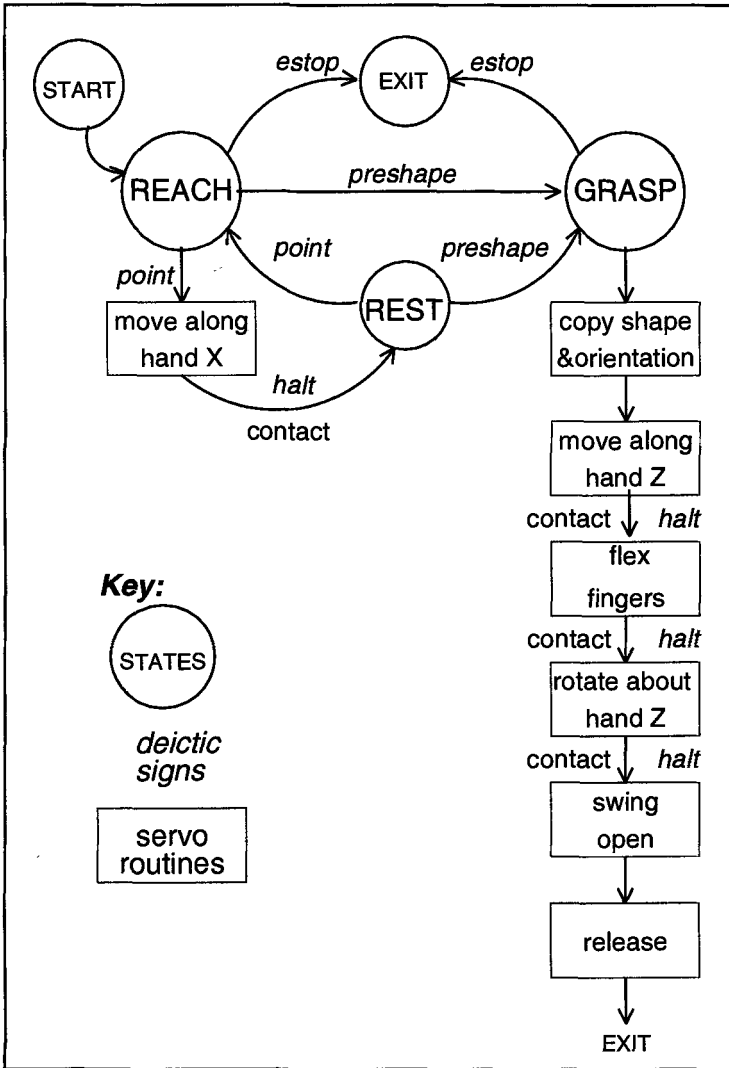 estop
EXIT
estop
START
REACH
preshape
GRASP
point
point
preshape
REST
move along
hand X
halt
contact
copy shape
&orientation
move along
hand Z
contact
halt
flex
fingers
contact
halt
rotate about
hand Z
contact
halt
swing
open
release
EXIT
Key:
STATES
deictic
signs
servo
routines